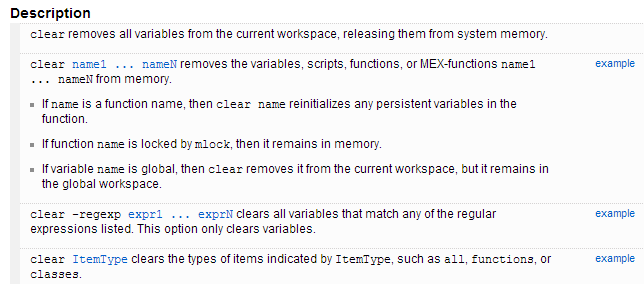 Description
clear removes all variables from the current workspace, releasing them from system memory.
clear name1 ... nameN removes the variables, scripts, functions, or MEX-functions name1 example
... nameN from memory.
If name is a function name, then clear name reinitializes any persistent variables in the
function.
If function name is locked by mlock, then it remains in memory.
If variable name is global, then clear removes it from the current workspace, but it remains in
the global workspace.
clear -regexp expr1 ... exprN clears all variables that match any of the regular example
expressions listed. This option only clears variables.
clear ItemType clears the types of items indicated by ItemType, such as all, functions, or example
classes.